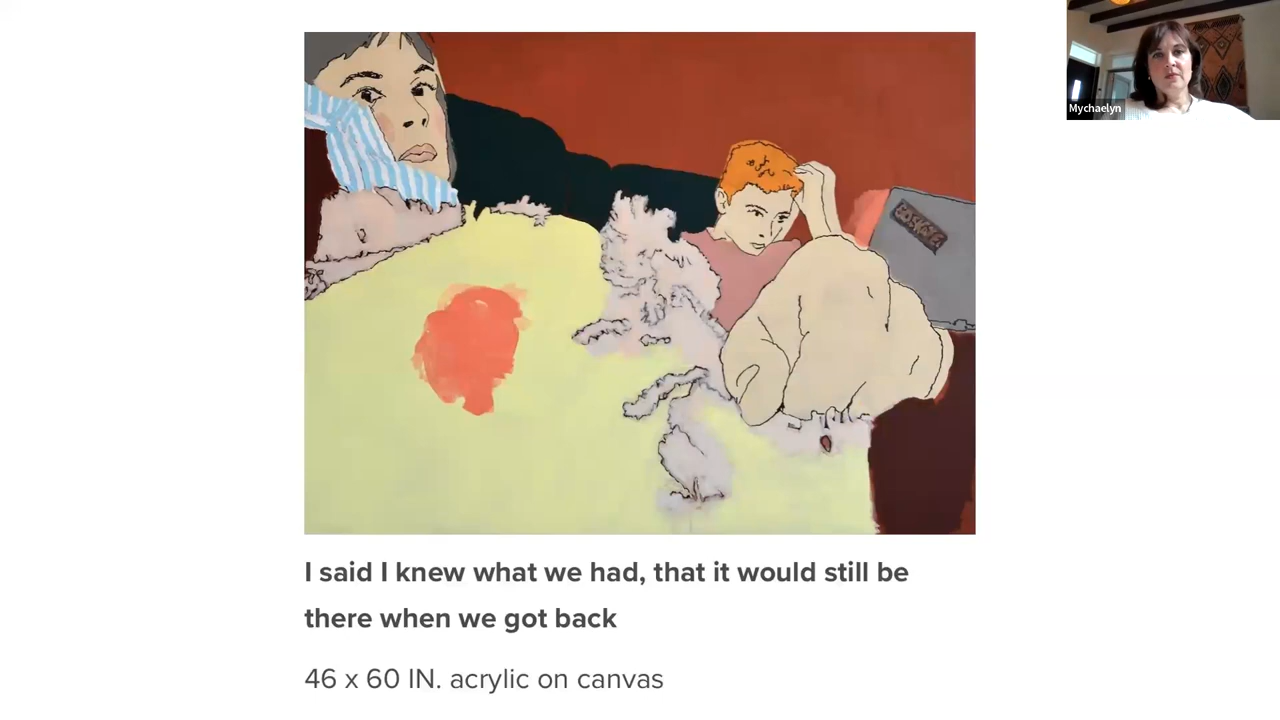 Mychaelyn
I said I knew what we had, that it would still be
there when we got back
46 x 60 IN. acrylic on canvas